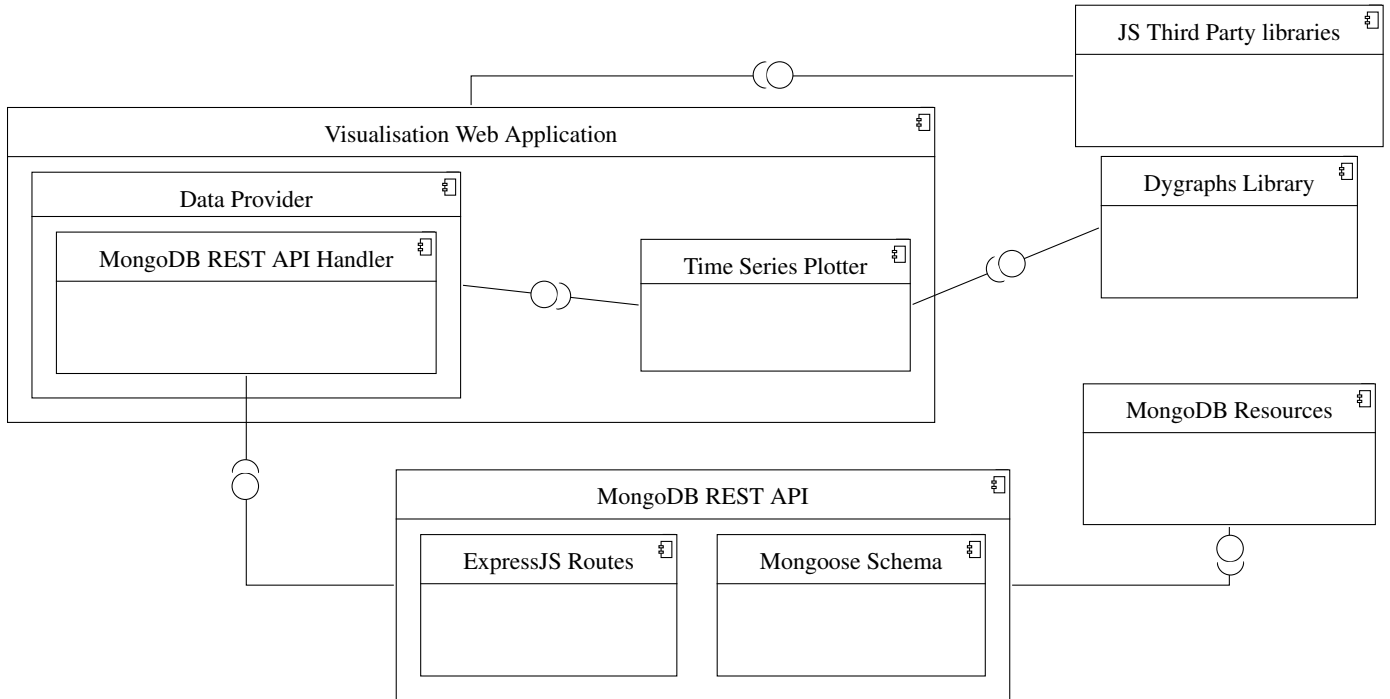 JS Third Party libraries
Visualisation Web Application
Data Provider
Dygraphs Library
MongoDB REST API Handler
Time Series Plotter
MongoDB Resources
MongoDB REST API
ExpressJS Routes
Mongoose Schema